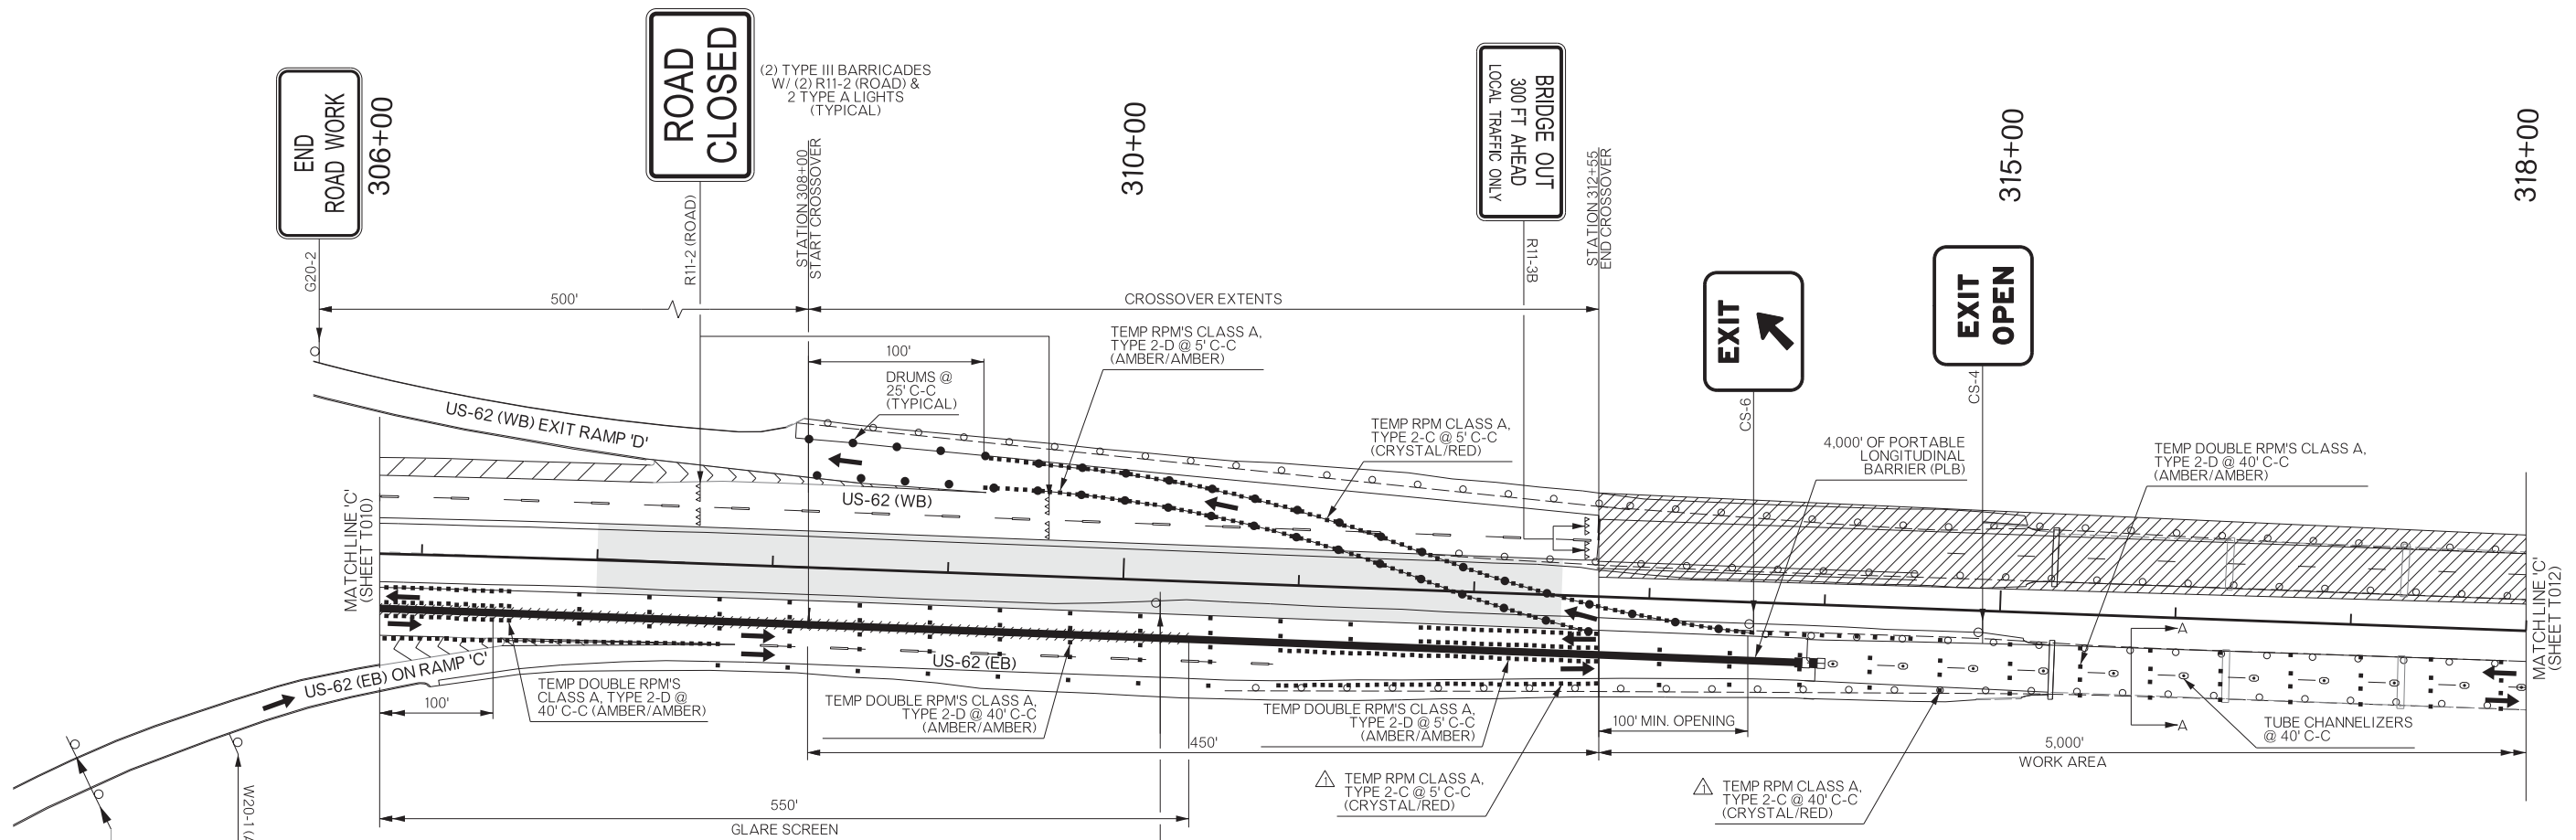 END
ROAD WORK
306+00
G20-2
ROAD
CLOSED
R11-2 (ROAD)
(2) TYPE III BARRICADES
W/ (2) R11-2 (ROAD) &
2 TYPE A LIGHTS
(TYPICAL)
STATION 308+00
START CROSSOVER
310+00
BRIDGE OUT
300 FT AHEAD
LOCAL TRAFFIC ONLY
R11-3B
STATION 312+55
END CROSSOVER
315+00
318+00
EXIT
CS-6
EXIT
OPEN
CS-4
500'
CROSSOVER EXTENTS
100'
DRUMS @
25' C-C
(TYPICAL)
TEMP RPM'S CLASS A,
TYPE 2-D @ 5' C-C
(AMBER/AMBER)
TEMP RPM CLASS A,
TYPE 2-C @ 5' C-C
(CRYSTAL/RED)
4,000' OF PORTABLE
LONGITUDINAL
BARRIER (PLB)
TEMP DOUBLE RPM'S CLASS A,
TYPE 2-D @ 40' C-C
(AMBER/AMBER)
US-62 (WB) EXIT RAMP 'D'
US-62 (WB)
MATCH LINE 'C'
(SHEET T010)
MATCH LINE 'C'
(SHEET T012)
US-62 (EB)
US-62 (EB) ON RAMP 'C'
100'
TEMP DOUBLE RPM'S
CLASS A, TYPE 2-D @
40' C-C (AMBER/AMBER)
TEMP DOUBLE RPM'S CLASS A,
TYPE 2-D @ 40' C-C
(AMBER/AMBER)
TEMP DOUBLE RPM'S CLASS A,
TYPE 2-D @ 5' C-C
(AMBER/AMBER)
100' MIN. OPENING
A
A
TUBE CHANNELIZERS
@ 40' C-C
450'
5,000'
WORK AREA
1 TEMP RPM CLASS A,
TYPE 2-C @ 5' C-C
(CRYSTAL/RED)
1 TEMP RPM CLASS A,
TYPE 2-C @ 40' C-C
(CRYSTAL/RED)
550'
GLARE SCREEN
W20-1